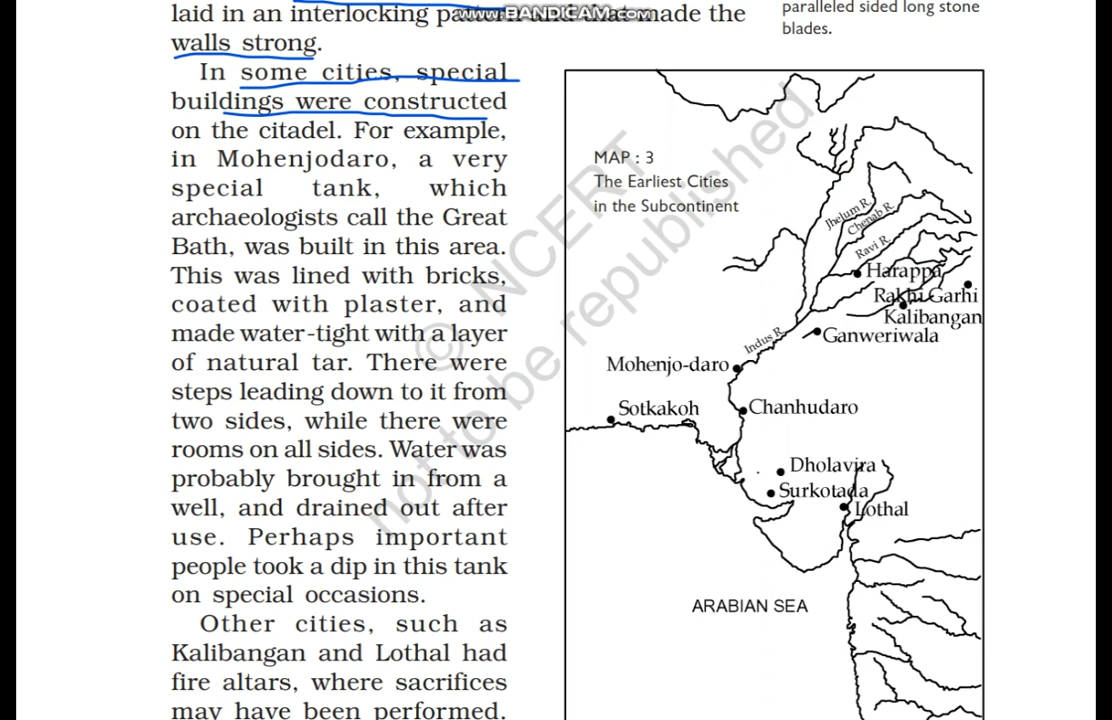 laid in an interlocking pattern and that made the
walls strong.
In some cities, special
buildings were constructed
on the citadel. For example,
in Mohenjodaro, a very
special tank, which
archaeologists call the Great
Bath, was built in this area.
This was lined with bricks,
coated with plaster, and
made water-tight with a layer
of natural tar. There were
steps leading down to it from
two sides, while there were
rooms on all sides. Water was
probably brought in from a
well, and drained out after
use. Perhaps important
people took a dip in this tank
on special occasions.
Other cities, such as
Kalibangan and Lothal had
fire altars, where sacrifices
may have been performed.
www.BANDICAM.com
paralleled sided long stone
blades.
MAP : 3
The Earliest Cities
in the Subcontinent
Jhelum R.
Chenab R.
Ravi R.
Harappa
Rakhi Garhi
Kalibangan
Ganweriwala
Indus R.
Mohenjo-daro
Sotkakoh
Chanhudaro
Dholavira
Surkotada
Lothal
ARABIAN SEA
© NCERT
not to be republished